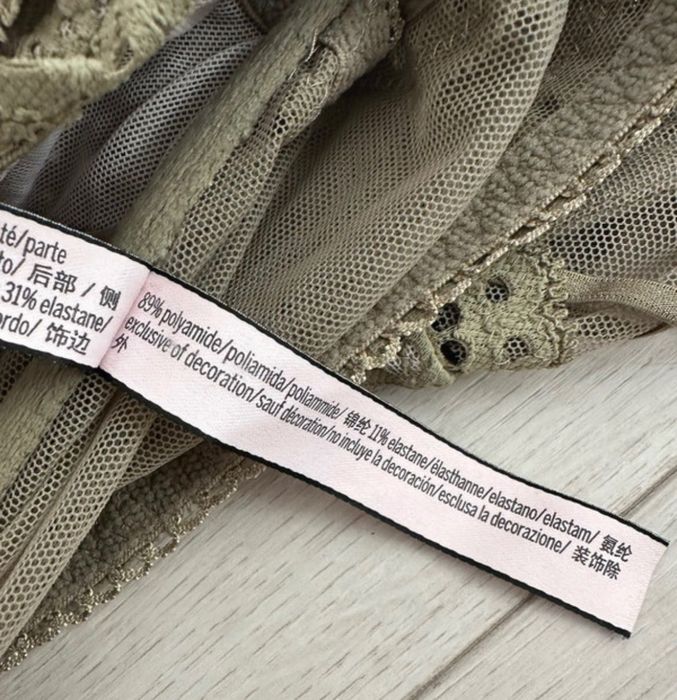 té/parte
to/ 后部 / 侧
31% elastane/
ordo/ 饰边
89% polyamide/poliamida/poliammide/ 锦纶 11% elastane/élasthanne/elastano/elastam/ 氨纶
exclusive of decoration/sauf décoration/no incluye la decoración/esclusa la decorazione/ 装饰除
外